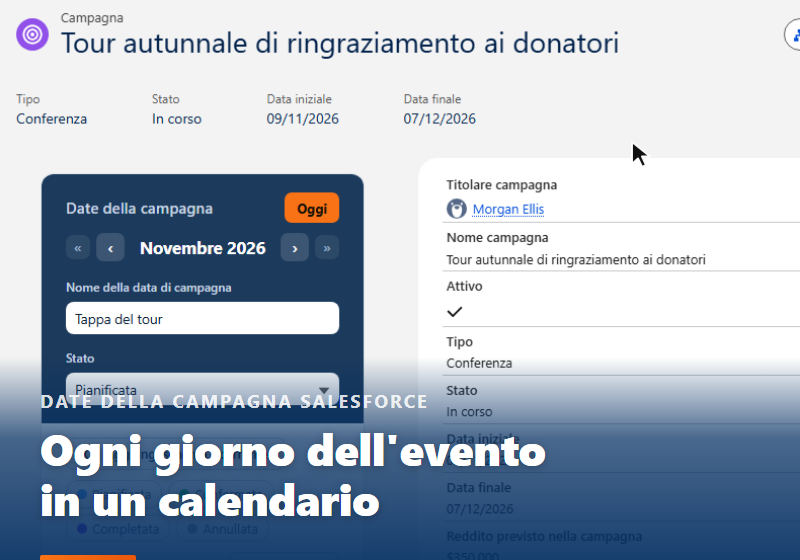 Campagna
Tour autunnale di ringraziamento ai donatori
Tipo
Conferenza
Stato
In corso
Data iniziale
09/11/2026
Data finale
07/12/2026
Date della campagna
Oggi
« ‹ Novembre 2026 › »
Nome della data di campagna
Tappa del tour
Stato
Pianificata
Titolare campagna
Morgan Ellis
Nome campagna
Tour autunnale di ringraziamento ai donatori
Attivo
Tipo
Conferenza
Stato
In corso
Data iniziale
Data finale
07/12/2026
Reddito previsto nella campagna
$350,000
DATE DELLA CAMPAGNA SALESFORCE
Ogni giorno dell'evento
in un calendario
Completata
Annullata